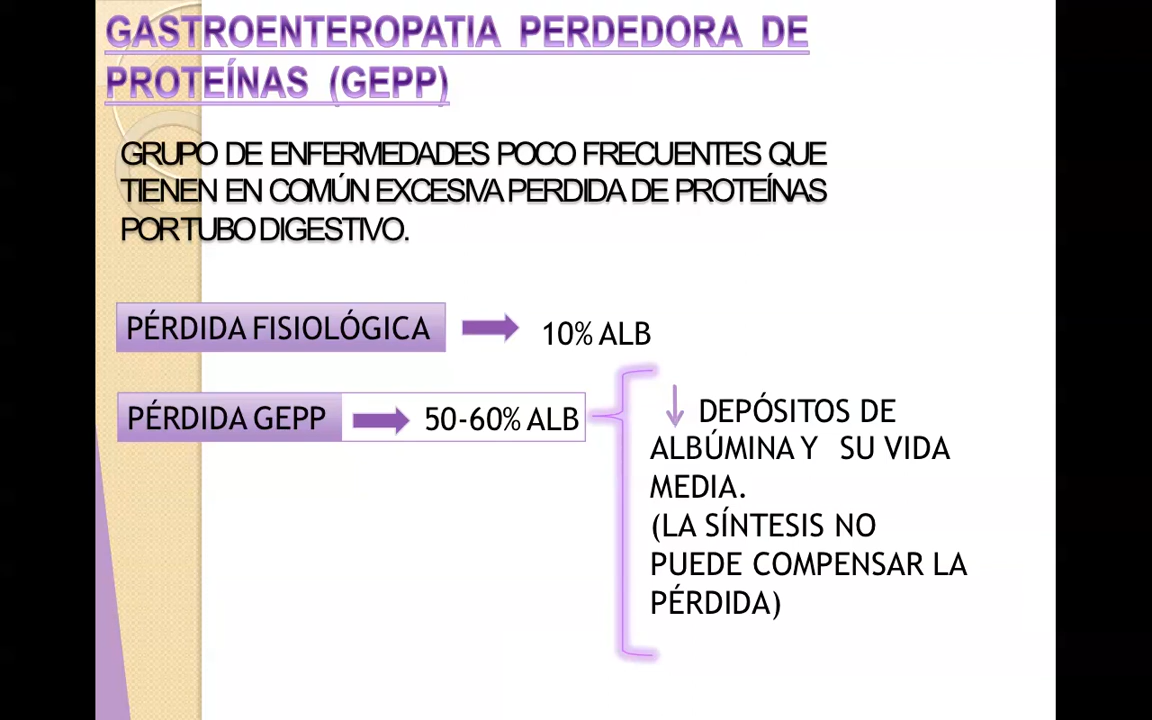 GASTROENTEROPATIA PERDEDORA DE
PROTEÍNAS (GEPP)
GRUPO DE ENFERMEDADES POCO FRECUENTES QUE
TIENEN EN COMÚN EXCESIVA PERDIDA DE PROTEÍNAS
POR TUBO DIGESTIVO.
PÉRDIDA FISIOLÓGICA
10% ALB
PÉRDIDA GEPP
50-60% ALB
DEPÓSITOS DE
ALBÚMINA Y SU VIDA
MEDIA.
(LA SÍNTESIS NO
PUEDE COMPENSAR LA
PÉRDIDA)